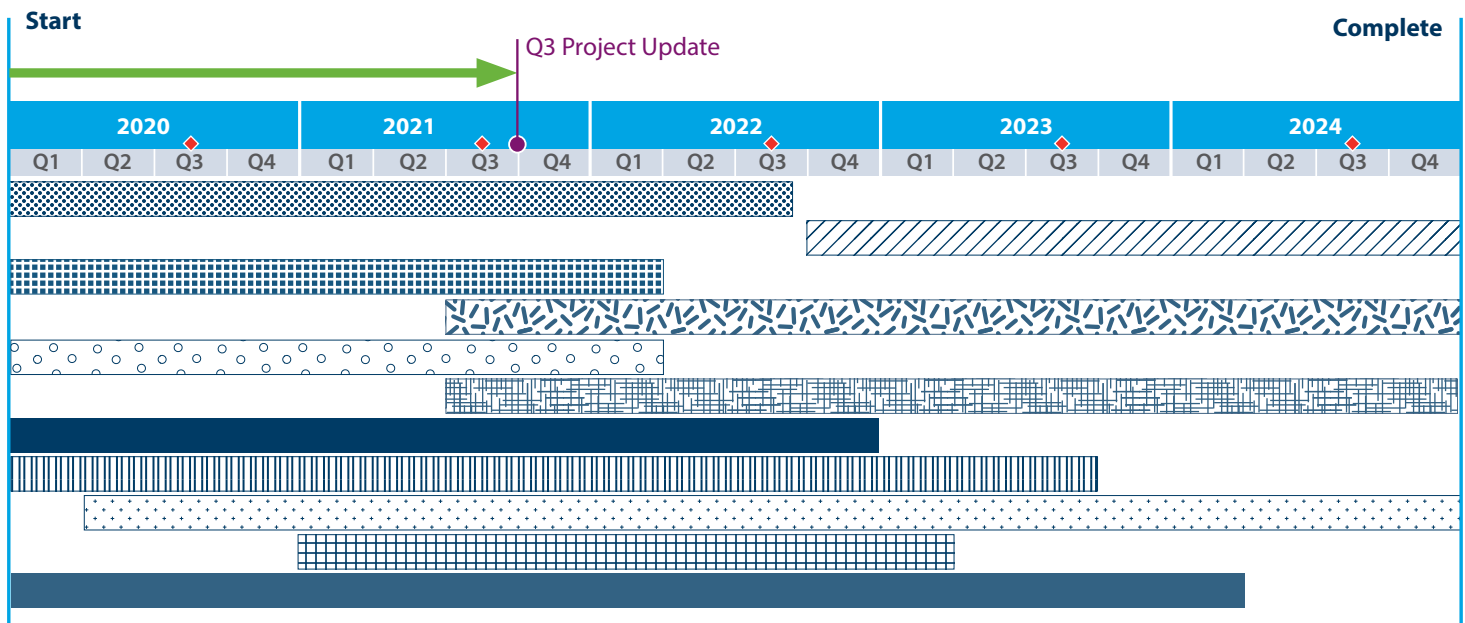 Start
Complete
Q3 Project Update
2020 2021 2022 2023 2024
Q1 Q2 Q3 Q4 Q1 Q2 Q3 Q4 Q1 Q2 Q3 Q4 Q1 Q2 Q3 Q4 Q1 Q2 Q3 Q4